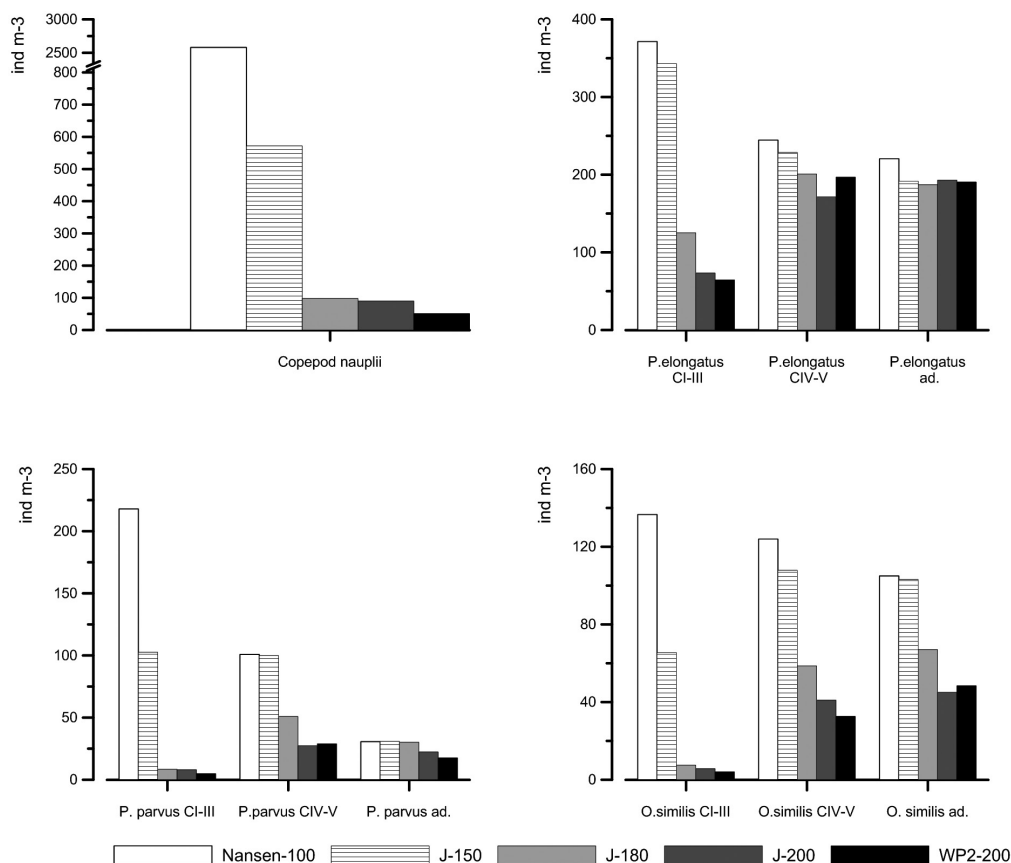 ind m-3
3000
2500
800
700
600
500
400
300
200
100
0
Copepod nauplii
ind m-3
400
300
200
100
0
P.elongatus
CI-III
P.elongatus
CIV-V
P.elongatus
ad.
ind m-3
250
200
150
100
50
0
P. parvus CI-III
P.parvus CIV-V
P. parvus ad.
ind m-3
160
120
80
40
0
O.similis CI-III
O.similis CIV-V
O. similis ad.
Nansen-100
J-150
J-180
J-200
WP2-200